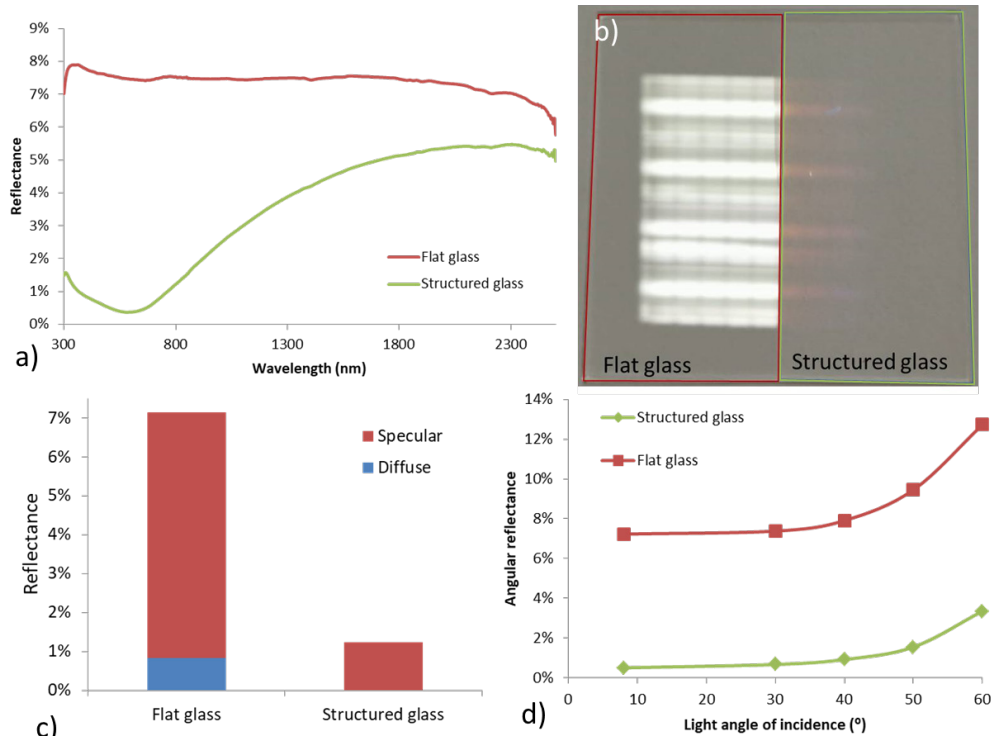 9%
8%
7%
6%
5%
4%
3%
2%
1%
0%
Reflectance
Flat glass
Structured glass
300
800
1300
1800
2300
Wavelength (nm)
a)
b)
Flat glass
Structured glass
7%
6%
5%
4%
3%
2%
1%
0%
Reflectance
Specular
Diffuse
Flat glass
Structured glass
c)
14%
12%
10%
8%
6%
4%
2%
0%
Angular reflectance
Structured glass
Flat glass
0
10
20
30
40
50
60
Light angle of incidence (º)
d)